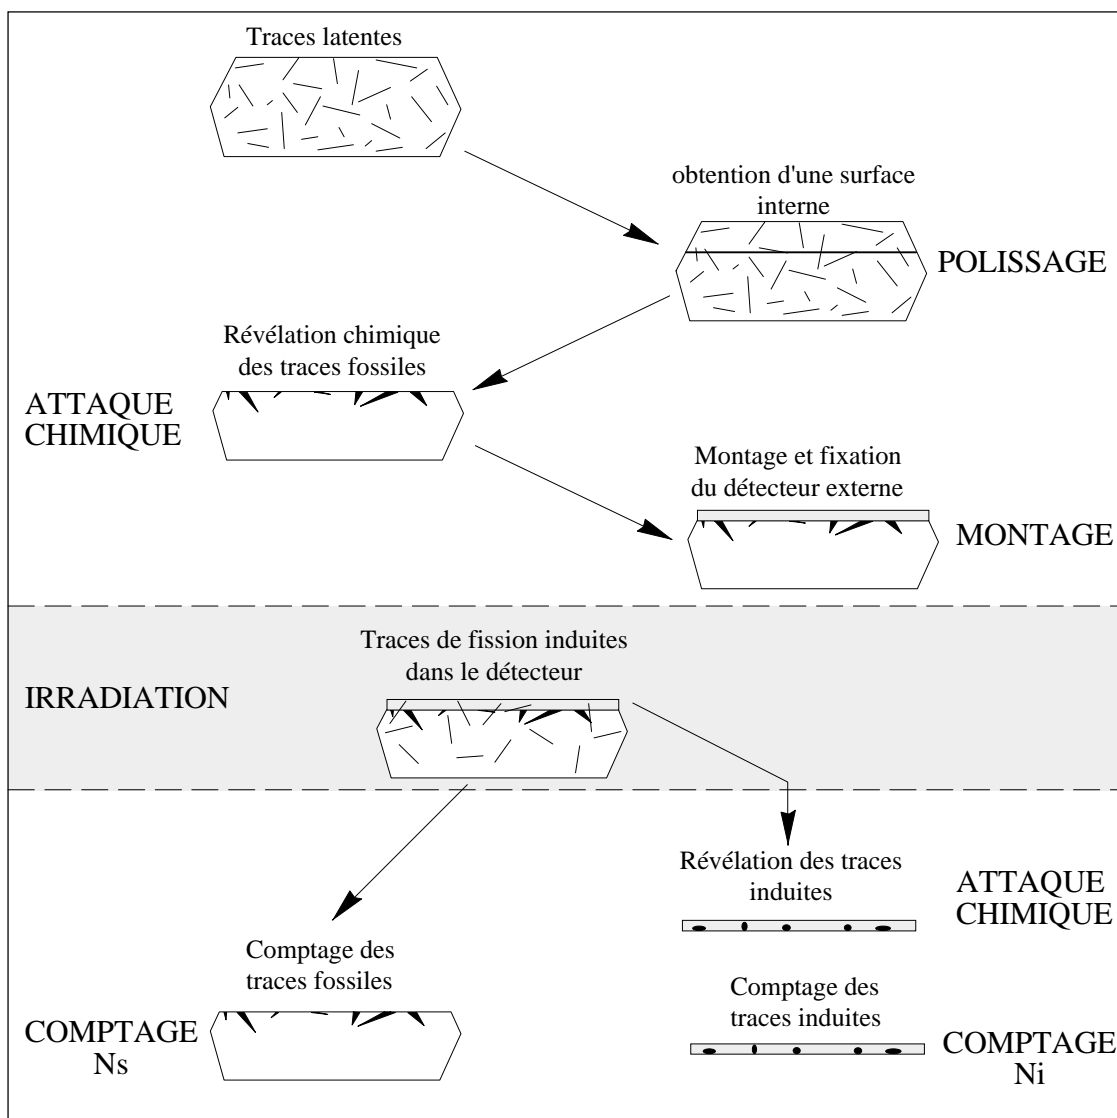 Traces latentes
obtention d'une surface
interne
POLISSAGE
Révélation chimique
des traces fossiles
ATTAQUE
CHIMIQUE
Montage et fixation
du détecteur externe
MONTAGE
Traces de fission induites
dans le détecteur
IRRADIATION
Révélation des traces
induites
ATTAQUE
CHIMIQUE
Comptage des
traces fossiles
COMPTAGE
Ns
Comptage des
traces induites
COMPTAGE
Ni